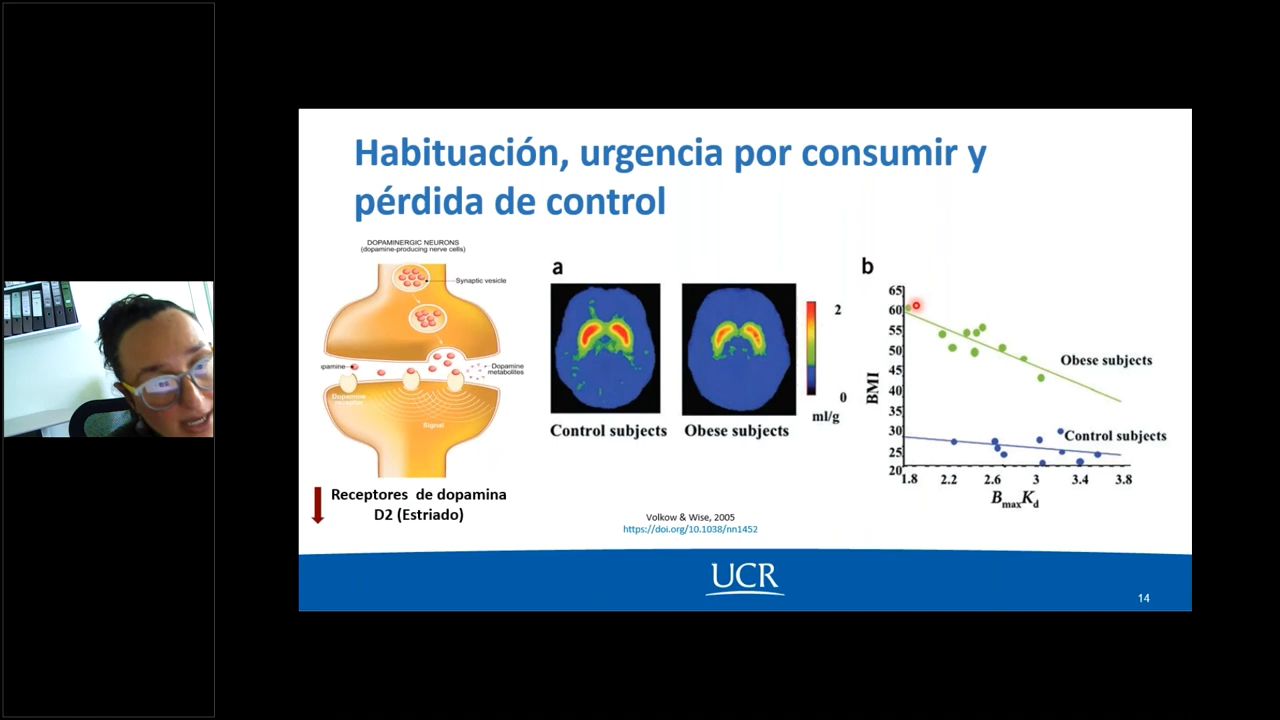 Habituación, urgencia por consumir y
pérdida de control
DOPAMINERGIC NEURONS
(dopamine-producing nerve cells)
Synaptic vesicle
pamine
Dopamine
metabolites
Dopamine
receptor
Signal
Receptores de dopamina
D2 (Estriado)
a
2
0
ml/g
Control subjects
Obese subjects
Volkow & Wise, 2005
https://doi.org/10.1038/nn1452
b
65
60
55
50
45
40
35
30
25
20
BMI
Obese subjects
Control subjects
1.8 2.2 2.6 3 3.4 3.8
BmaxKd
UCR
14